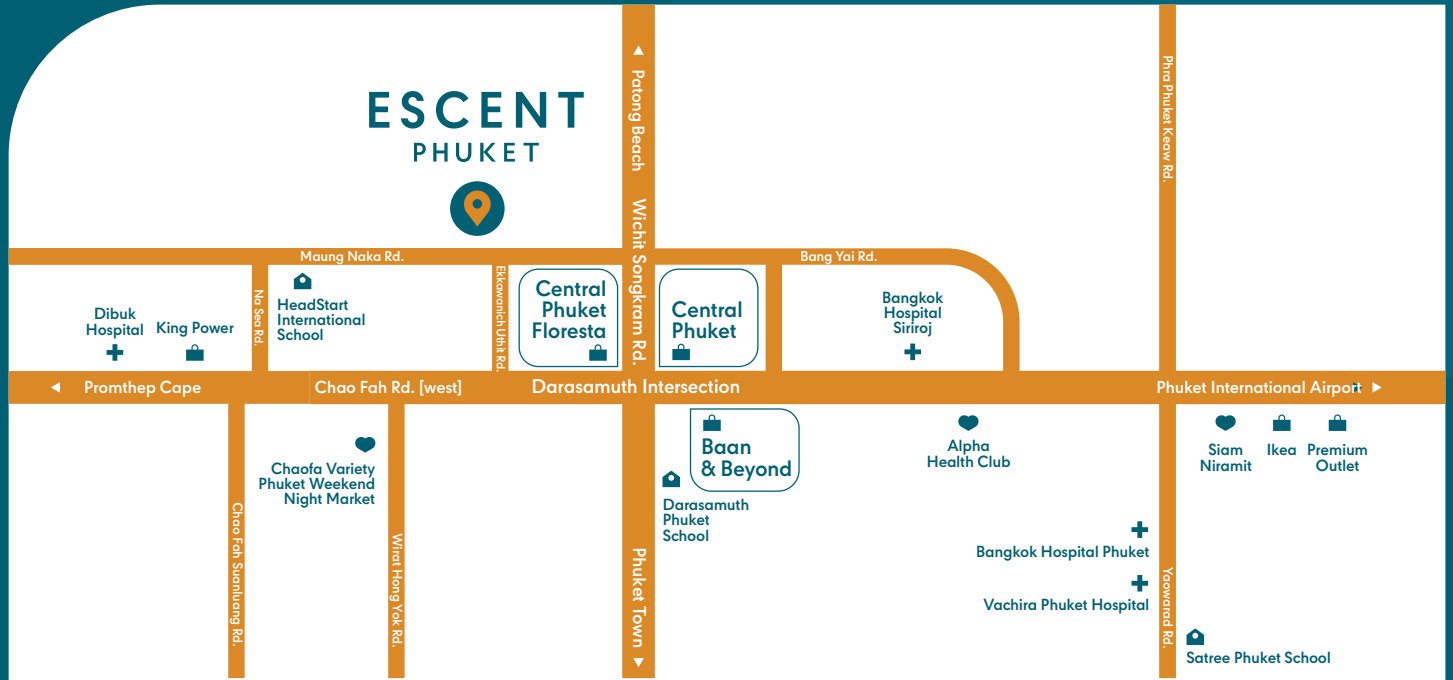 ESCENT
PHUKET
Patong Beach
Wichit Songkram Rd.
Phra Phuket Keaw Rd.
Maung Naka Rd.
Bang Yai Rd.
Na Sea Rd.
Ekkawanich Uthit Rd.
Dibuk
Hospital
King Power
HeadStart
International
School
Central
Phuket
Floresta
Central
Phuket
Bangkok
Hospital
Siriroj
Promthep Cape
Chao Fah Rd. [west]
Darasamuth Intersection
Phuket International Airport
Chaofa Variety
Phuket Weekend
Night Market
Baan
& Beyond
Darasamuth
Phuket
School
Alpha
Health Club
Siam
Niramit
Ikea
Premium
Outlet
Chao Fah Suanluang Rd.
Wirat Hong Yok Rd.
Phuket Town
Bangkok Hospital Phuket
Vachira Phuket Hospital
Yaowarad Rd.
Satree Phuket School